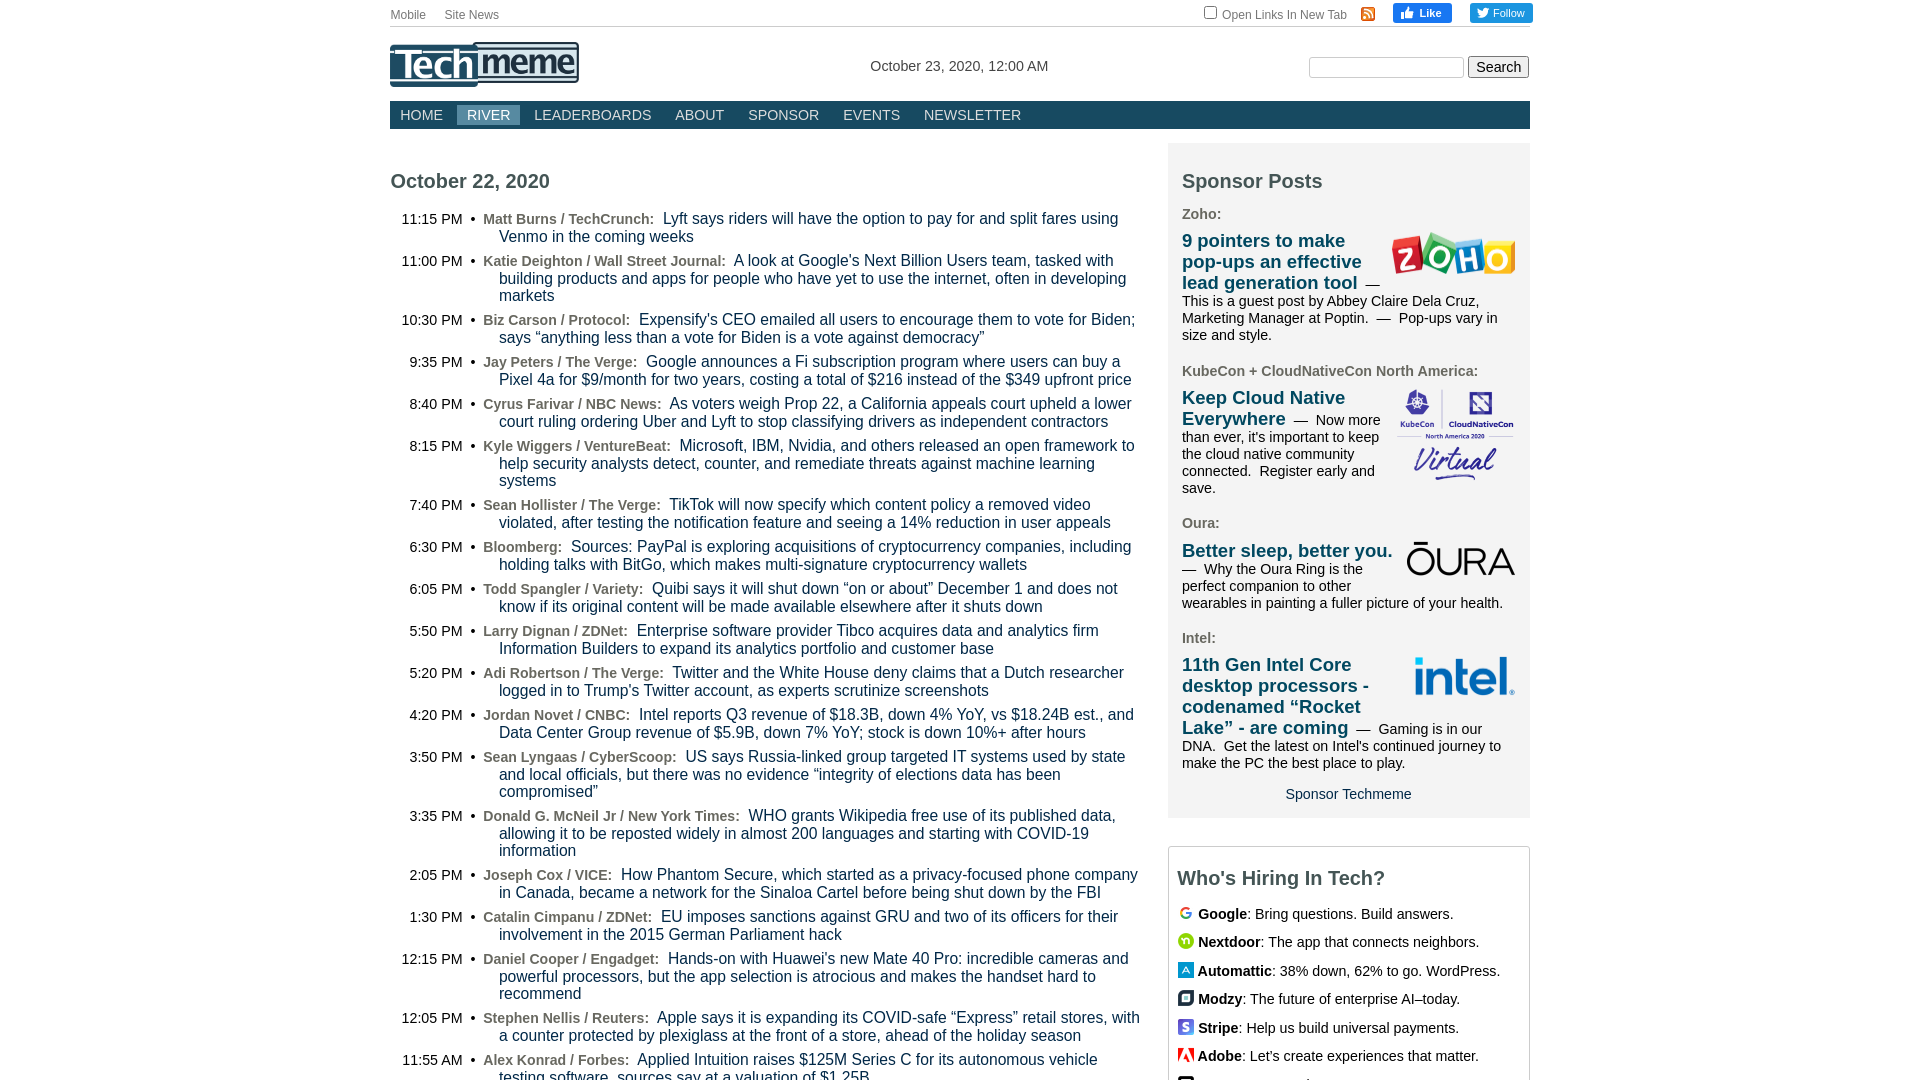 Mobile Site News Open Links In New Tab Like Follow
Techmeme October 23, 2020, 12:00 AM Search
HOME RIVER LEADERBOARDS ABOUT SPONSOR EVENTS NEWSLETTER
October 22, 2020
11:15 PM • Matt Burns / TechCrunch: Lyft says riders will have the option to pay for and split fares using
Venmo in the coming weeks
11:00 PM • Katie Deighton / Wall Street Journal: A look at Google's Next Billion Users team, tasked with
building products and apps for people who have yet to use the internet, often in developing
markets
10:30 PM • Biz Carson / Protocol: Expensify's CEO emailed all users to encourage them to vote for Biden;
says “anything less than a vote for Biden is a vote against democracy”
9:35 PM • Jay Peters / The Verge: Google announces a Fi subscription program where users can buy a
Pixel 4a for $9/month for two years, costing a total of $216 instead of the $349 upfront price
8:40 PM • Cyrus Farivar / NBC News: As voters weigh Prop 22, a California appeals court upheld a lower
court ruling ordering Uber and Lyft to stop classifying drivers as independent contractors
8:15 PM • Kyle Wiggers / VentureBeat: Microsoft, IBM, Nvidia, and others released an open framework to
help security analysts detect, counter, and remediate threats against machine learning
systems
7:40 PM • Sean Hollister / The Verge: TikTok will now specify which content policy a removed video
violated, after testing the notification feature and seeing a 14% reduction in user appeals
6:30 PM • Bloomberg: Sources: PayPal is exploring acquisitions of cryptocurrency companies, including
holding talks with BitGo, which makes multi-signature cryptocurrency wallets
6:05 PM • Todd Spangler / Variety: Quibi says it will shut down “on or about” December 1 and does not
know if its original content will be made available elsewhere after it shuts down
5:50 PM • Larry Dignan / ZDNet: Enterprise software provider Tibco acquires data and analytics firm
Information Builders to expand its analytics portfolio and customer base
5:20 PM • Adi Robertson / The Verge: Twitter and the White House deny claims that a Dutch researcher
logged in to Trump's Twitter account, as experts scrutinize screenshots
4:20 PM • Jordan Novet / CNBC: Intel reports Q3 revenue of $18.3B, down 4% YoY, vs $18.24B est., and
Data Center Group revenue of $5.9B, down 7% YoY; stock is down 10%+ after hours
3:50 PM • Sean Lyngaas / CyberScoop: US says Russia-linked group targeted IT systems used by state
and local officials, but there was no evidence “integrity of elections data has been
compromised”
3:35 PM • Donald G. McNeil Jr / New York Times: WHO grants Wikipedia free use of its published data,
allowing it to be reposted widely in almost 200 languages and starting with COVID-19
information
2:05 PM • Joseph Cox / VICE: How Phantom Secure, which started as a privacy-focused phone company
in Canada, became a network for the Sinaloa Cartel before being shut down by the FBI
1:30 PM • Catalin Cimpanu / ZDNet: EU imposes sanctions against GRU and two of its officers for their
involvement in the 2015 German Parliament hack
12:15 PM • Daniel Cooper / Engadget: Hands-on with Huawei's new Mate 40 Pro: incredible cameras and
powerful processors, but the app selection is atrocious and makes the handset hard to
recommend
12:05 PM • Stephen Nellis / Reuters: Apple says it is expanding its COVID-safe “Express” retail stores, with
a counter protected by plexiglass at the front of a store, ahead of the holiday season
11:55 AM • Alex Konrad / Forbes: Applied Intuition raises $125M Series C for its autonomous vehicle
testing software, sources say at a valuation of $1.25B
Sponsor Posts
Zoho:
9 pointers to make
pop-ups an effective
lead generation tool —
ZOHO
This is a guest post by Abbey Claire Dela Cruz,
Marketing Manager at Poptin. — Pop-ups vary in
size and style.
KubeCon + CloudNativeCon North America:
Keep Cloud Native
Everywhere — Now more
than ever, it's important to keep
the cloud native community
connected. Register early and
save.
KubeCon CloudNativeCon
North America 2020
Virtual
Oura:
Better sleep, better you.
— Why the Oura Ring is the
perfect companion to other
wearables in painting a fuller picture of your health.
ŌURA
Intel:
11th Gen Intel Core
desktop processors -
codenamed “Rocket
Lake” - are coming — Gaming is in our
DNA. Get the latest on Intel's continued journey to
make the PC the best place to play.
intel®
Sponsor Techmeme
Who's Hiring In Tech?
Google: Bring questions. Build answers.
Nextdoor: The app that connects neighbors.
Automattic: 38% down, 62% to go. WordPress.
Modzy: The future of enterprise AI–today.
Stripe: Help us build universal payments.
Adobe: Let’s create experiences that matter.